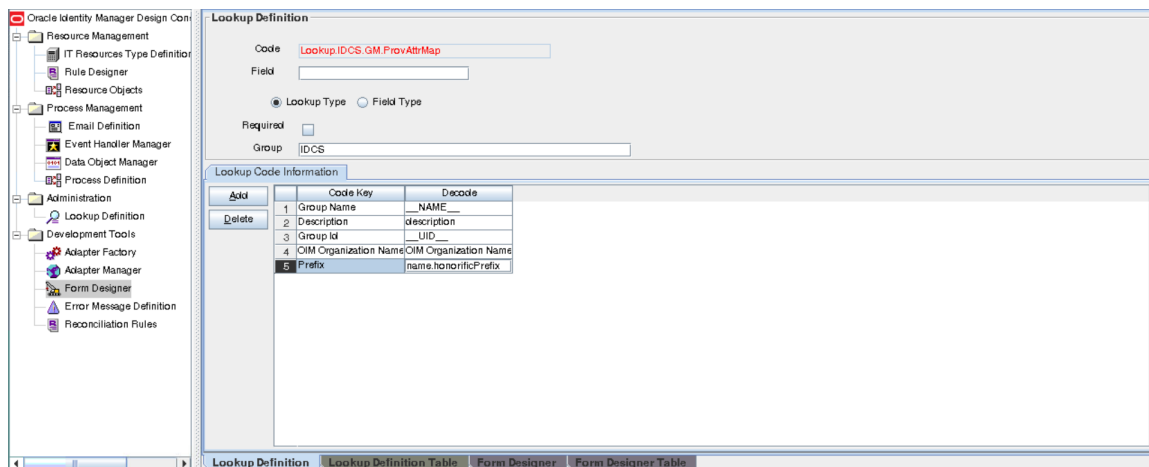 Oracle Identity Manager Design Con
Resource Management
IT Resources Type Definition
Rule Designer
Resource Objects
Process Management
Email Definition
Event Handler Manager
Data Object Manager
Process Definition
Administration
Lookup Definition
Development Tools
Adapter Factory
Adapter Manager
Form Designer
Error Message Definition
Reconciliation Rules
Lookup Definition
Code Lookup.IDCS.GM.ProvAttrMap
Field
Lookup Type Field Type
Required
Group IDCS
Lookup Code Information
Add
Delete
Code Key Decode
1 Group Name __NAME__
2 Description description
3 Group Id __UID__
4 OIM Organization Name OIM Organization Name
5 Prefix name.honorificPrefix
Lookup Definition Lookup Definition Table Form Designer Form Designer Table